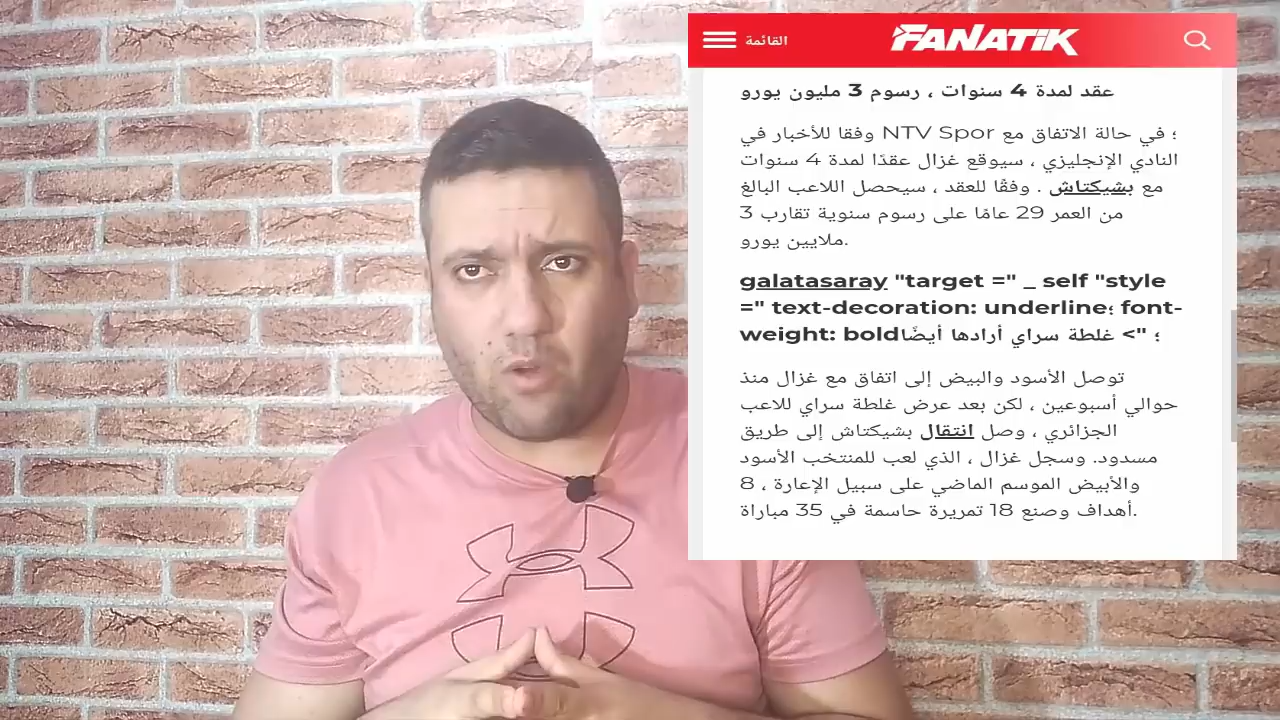 القائمة
FANATiK
عقد لمدة 4 سنوات ، رسوم 3 مليون يورو
؛ في حالة الاتفاق مع NTV Spor وفقا للأخبار في
النادي الإنجليزي ، سيوقع غزال عقدًا لمدة 4 سنوات
مع بشيكتاش . وفقًا للعقد ، سيحصل اللاعب البالغ
من العمر 29 عامًا على رسوم سنوية تقارب 3
ملايين يورو.
galatasaray "target =" _ self "style
=" text-decoration: underline؛ font-
weight: bold؛ "> غلطة سراي أرادها أيضًا
توصل الأسود والبيض إلى اتفاق مع غزال منذ
حوالي أسبوعين ، لكن بعد عرض غلطة سراي للاعب
الجزائري ، وصل انتقال بشيكتاش إلى طريق
مسدود. وسجل غزال ، الذي لعب للمنتخب الأسود
والأبيض الموسم الماضي على سبيل الإعارة ، 8
أهداف وصنع 18 تمريرة حاسمة في 35 مباراة.